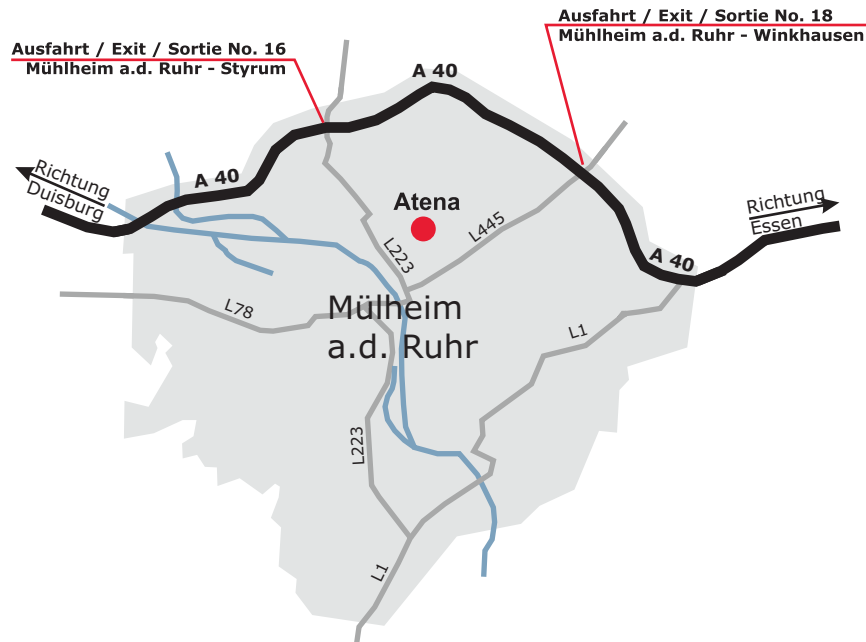 Ausfahrt / Exit / Sortie No. 18
Mühlheim a.d. Ruhr - Winkhausen
Ausfahrt / Exit / Sortie No. 16
Mühlheim a.d. Ruhr - Styrum
A 40
A 40
Richtung
Duisburg
Atena
Richtung
Essen
L445
L223
A 40
L78
Mülheim
a.d. Ruhr
L1
L223
L1